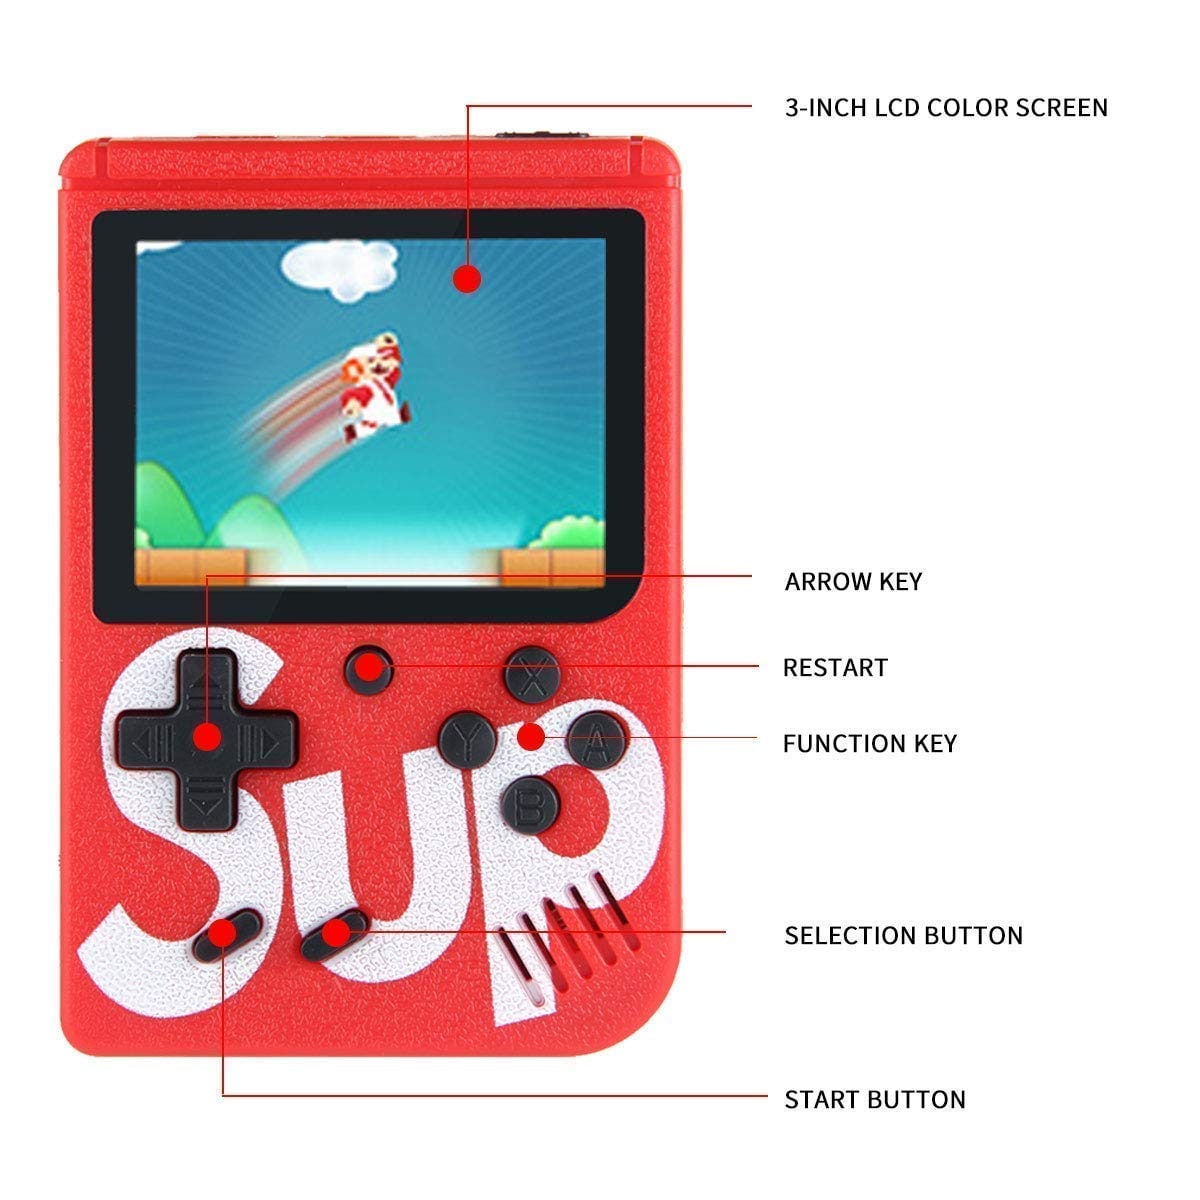 3-INCH LCD COLOR SCREEN
ARROW KEY
RESTART
X
FUNCTION KEY
Y
A
B
SUP
SELECTION BUTTON
START BUTTON